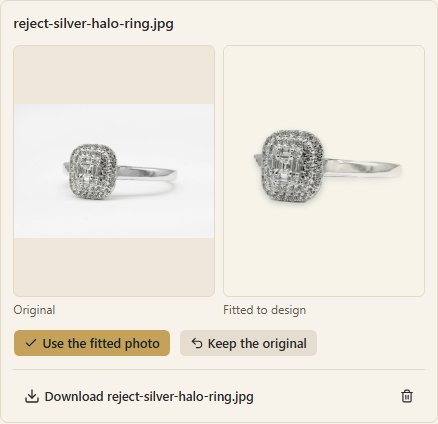 reject-silver-halo-ring.jpg
Original
Fitted to design
Use the fitted photo
Keep the original
Download reject-silver-halo-ring.jpg